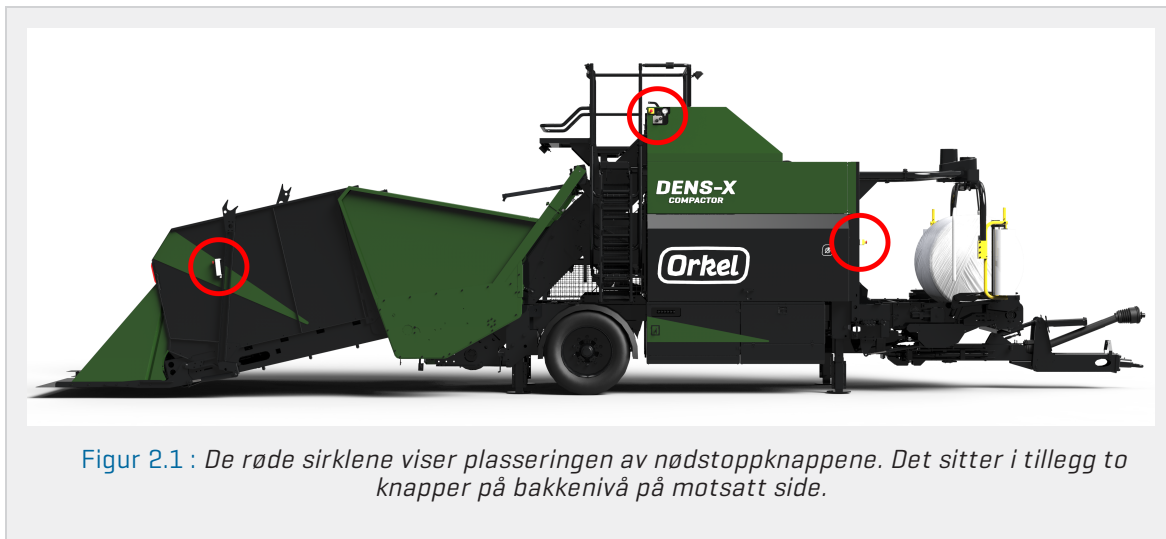 DENS-X
COMPACTOR
Orkel
Figur 2.1 : De røde sirklene viser plasseringen av nødstoppknappene. Det sitter i tillegg to
knapper på bakkenivå på motsatt side.